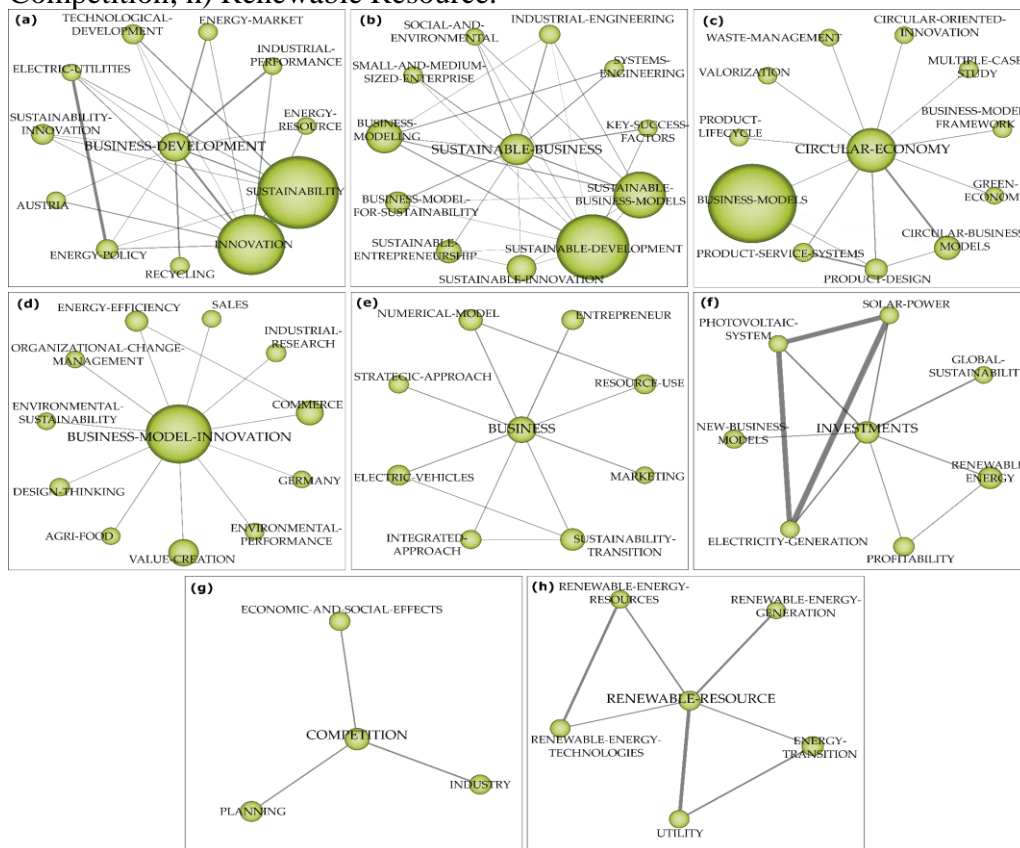 Competition; h) Renewable Resource.
(a)
TECHNOLOGICAL-
DEVELOPMENT
ENERGY-MARKET
ELECTRIC-UTILITIES
INDUSTRIAL-
PERFORMANCE
SUSTAINABILITY-
INNOVATION
ENERGY-
RESOURCE
BUSINESS-DEVELOPMENT
SUSTAINABILITY
AUSTRIA
INNOVATION
ENERGY-POLICY
RECYCLING
(b)
SOCIAL-AND-
ENVIRONMENTAL
INDUSTRIAL-ENGINEERING
SMALL-AND-MEDIUM-
SIZED-ENTERPRISE
SYSTEMS-
ENGINEERING
BUSINESS-
MODELING
KEY-SUCCESS-
FACTORS
SUSTAINABLE-BUSINESS
BUSINESS-MODEL-
FOR-SUSTAINABILITY
SUSTAINABLE-
BUSINESS-MODELS
SUSTAINABLE-
ENTREPRENEURSHIP
SUSTAINABLE-DEVELOPMENT
SUSTAINABLE-INNOVATION
(c)
CIRCULAR-ORIENTED-
INNOVATION
WASTE-MANAGEMENT
VALORIZATION
MULTIPLE-CASE-
STUDY
PRODUCT-
LIFECYCLE
BUSINESS-MODEL-
FRAMEWORK
CIRCULAR-ECONOMY
BUSINESS-MODELS
GREEN-
ECONOMY
PRODUCT-SERVICE-SYSTEMS
CIRCULAR-BUSINESS-
MODELS
PRODUCT-DESIGN
(d)
ENERGY-EFFICIENCY
SALES
ORGANIZATIONAL-CHANGE-
MANAGEMENT
INDUSTRIAL-
RESEARCH
ENVIRONMENTAL-
SUSTAINABILITY
COMMERCE
BUSINESS-MODEL-INNOVATION
DESIGN-THINKING
GERMANY
AGRI-FOOD
ENVIRONMENTAL-
PERFORMANCE
VALUE-CREATION
(e)
NUMERICAL-MODEL
ENTREPRENEUR
STRATEGIC-APPROACH
RESOURCE-USE
BUSINESS
ELECTRIC-VEHICLES
MARKETING
INTEGRATED-
APPROACH
SUSTAINABILITY-
TRANSITION
(f)
SOLAR-POWER
PHOTOVOLTAIC-
SYSTEM
GLOBAL-
SUSTAINABILITY
NEW-BUSINESS-
MODELS
INVESTMENTS
RENEWABLE-
ENERGY
ELECTRICITY-GENERATION
PROFITABILITY
(g)
ECONOMIC-AND-SOCIAL-EFFECTS
COMPETITION
INDUSTRY
PLANNING
(h)
RENEWABLE-ENERGY-
RESOURCES
RENEWABLE-ENERGY-
GENERATION
RENEWABLE-RESOURCE
RENEWABLE-ENERGY-
TECHNOLOGIES
ENERGY-
TRANSITION
UTILITY